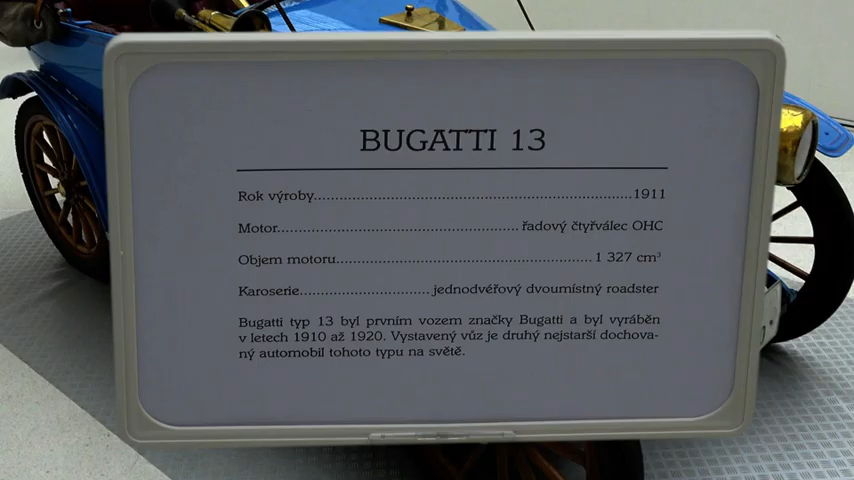 BUGATTI 13
Rok výroby..........................................................................1911
Motor........................................................ řadový čtyřválec OHC
Objem motoru............................................................1 327 cm³
Karoserie..............................jednodvéřový dvoumístný roadster
Bugatti typ 13 byl prvním vozem značky Bugatti a byl vyráběn
v letech 1910 až 1920. Vystavený vůz je druhý nejstarší dochova-
ný automobil tohoto typu na světě.